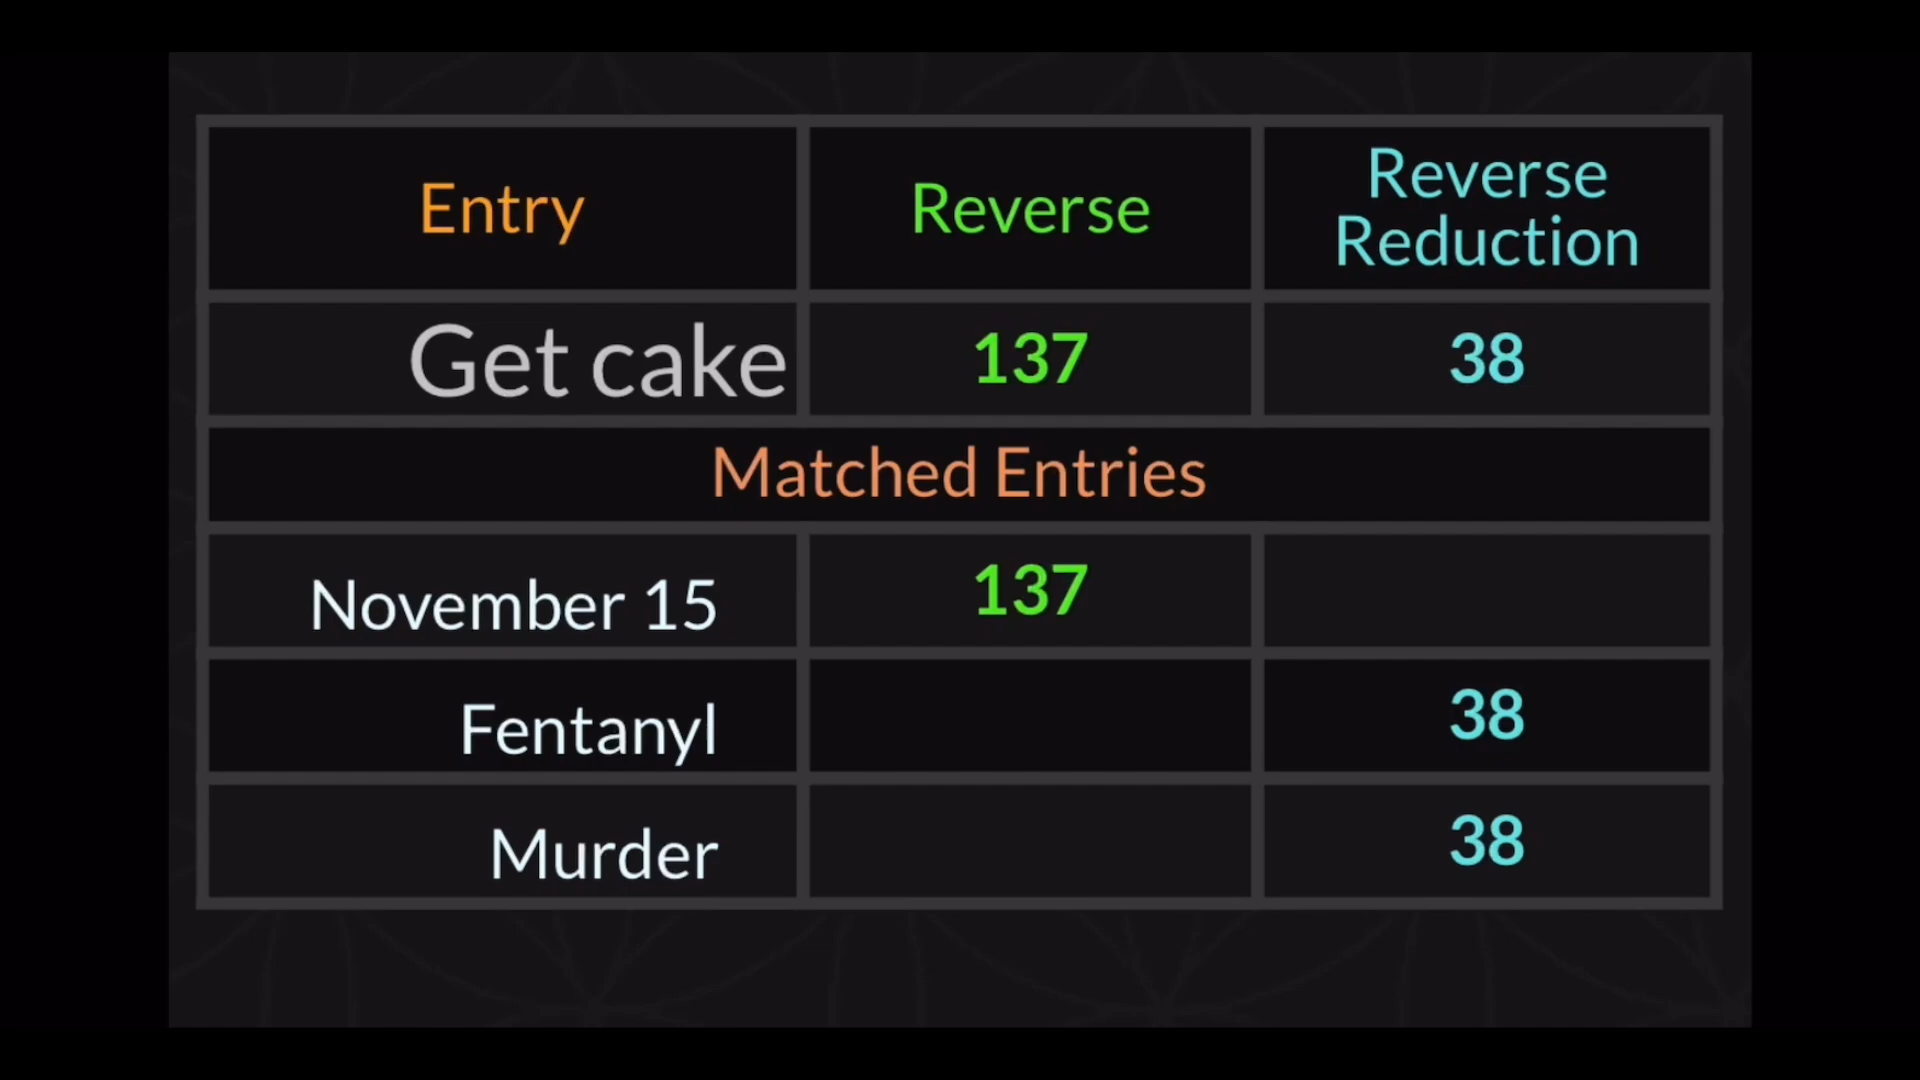 Entry Reverse Reverse
Reduction
Get cake 137 38
Matched Entries
November 15 137
Fentanyl 38
Murder 38